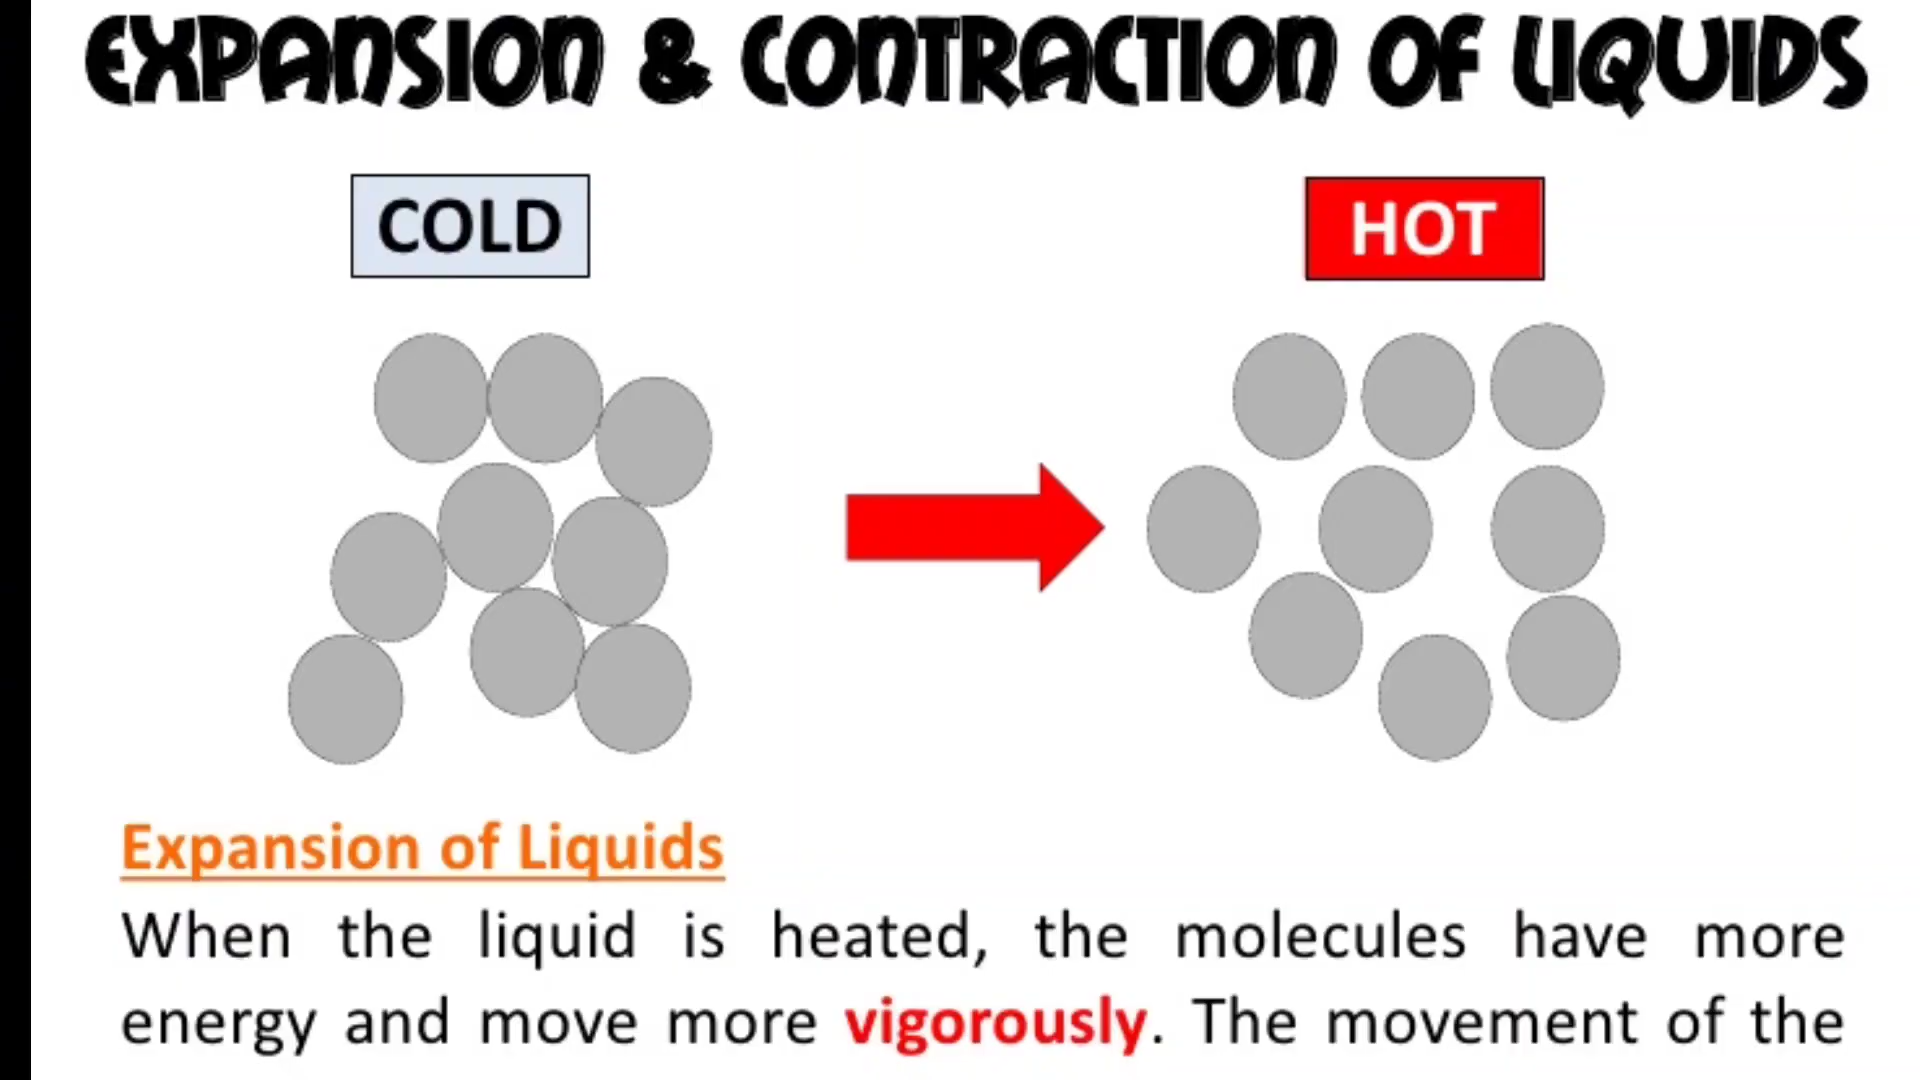 EXPANSION & CONTRACTION OF LIQUIDS
COLD
HOT
Expansion of Liquids
When the liquid is heated, the molecules have more
energy and move more vigorously. The movement of the